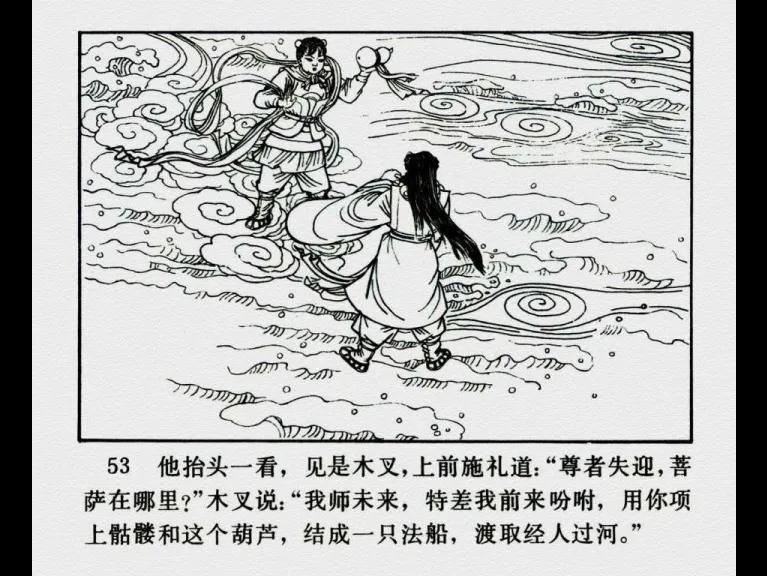 53 他抬头一看，见是木叉，上前施礼道：“尊者失迎，菩
萨在哪里？”木叉说：“我师未来，特差我前来吩咐，用你项
上骷髅和这个葫芦，结成一只法船，渡取经人过河。”